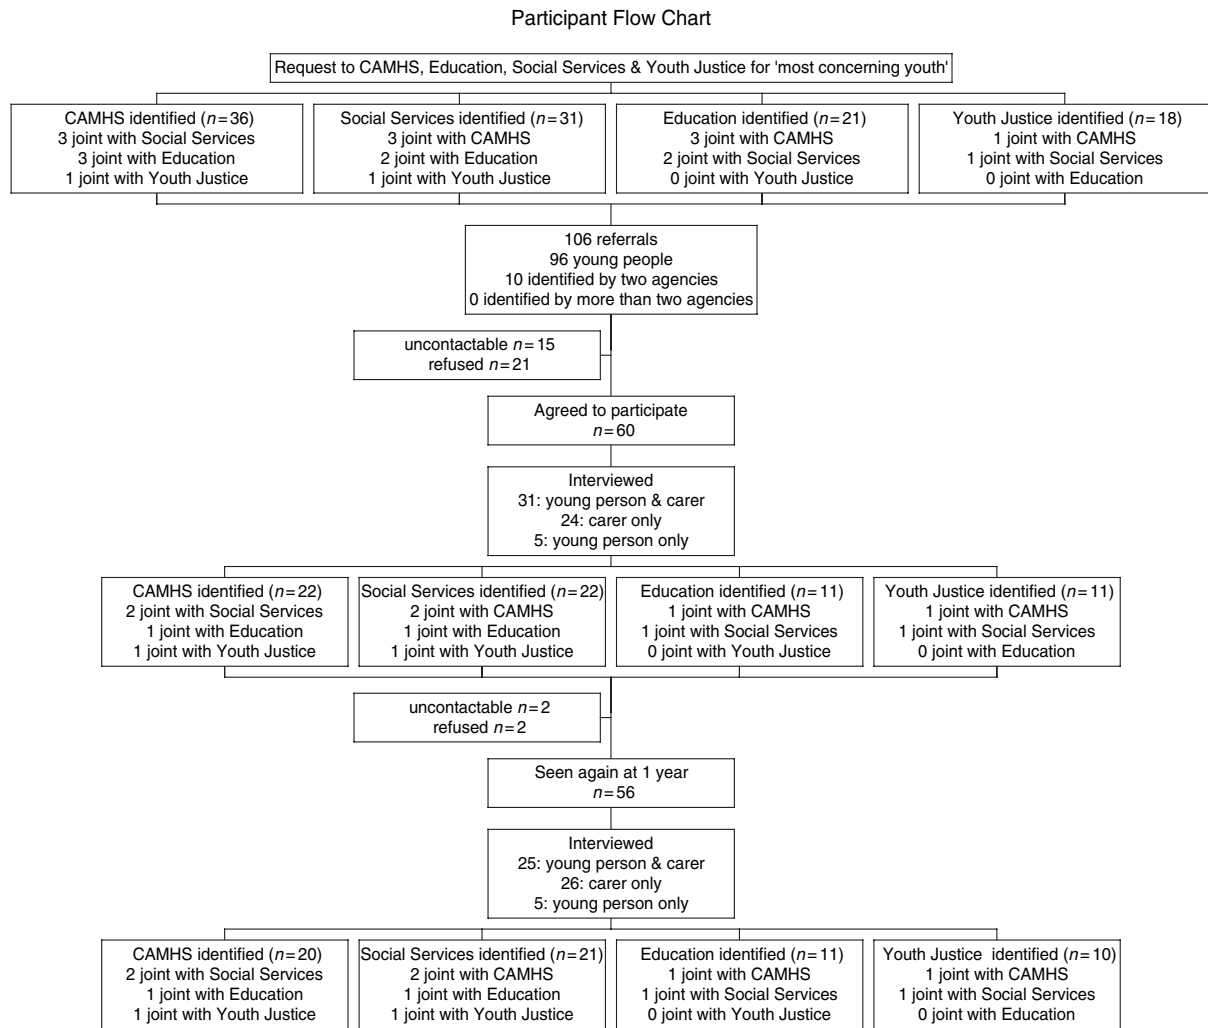 Participant Flow Chart
Request to CAMHS, Education, Social Services & Youth Justice for 'most concerning youth'
CAMHS identified (n=36)
3 joint with Social Services
3 joint with Education
1 joint with Youth Justice
Social Services identified (n=31)
3 joint with CAMHS
2 joint with Education
1 joint with Youth Justice
Education identified (n=21)
3 joint with CAMHS
2 joint with Social Services
0 joint with Youth Justice
Youth Justice identified (n=18)
1 joint with CAMHS
1 joint with Social Services
0 joint with Education
106 referrals
96 young people
10 identified by two agencies
0 identified by more than two agencies
uncontactable n=15
refused n=21
Agreed to participate
n=60
Interviewed
31: young person & carer
24: carer only
5: young person only
CAMHS identified (n=22)
2 joint with Social Services
1 joint with Education
1 joint with Youth Justice
Social Services identified (n=22)
2 joint with CAMHS
1 joint with Education
1 joint with Youth Justice
Education identified (n=11)
1 joint with CAMHS
1 joint with Social Services
0 joint with Youth Justice
Youth Justice identified (n=11)
1 joint with CAMHS
1 joint with Social Services
0 joint with Education
uncontactable n=2
refused n=2
Seen again at 1 year
n=56
Interviewed
25: young person & carer
26: carer only
5: young person only
CAMHS identified (n=20)
2 joint with Social Services
1 joint with Education
1 joint with Youth Justice
Social Services identified (n=21)
2 joint with CAMHS
1 joint with Education
1 joint with Youth Justice
Education identified (n=11)
1 joint with CAMHS
1 joint with Social Services
0 joint with Youth Justice
Youth Justice identified (n=10)
1 joint with CAMHS
1 joint with Social Services
0 joint with Education